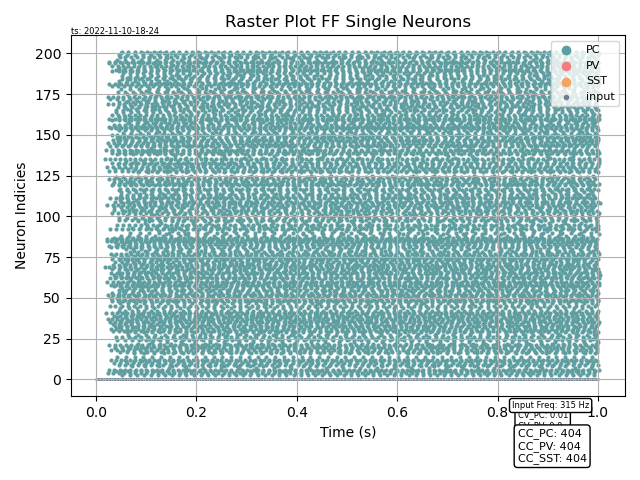 Raster Plot FF Single Neurons
ts: 2022-11-10-18-24
PC
PV
SST
input
200
175
150
125
100
75
50
25
0
Neuron Indicies
0.0 0.2 0.4 0.6 0.8 1.0
Time (s)
Input Freq: 315 Hz
CV_PC: 0.01
CC_PC: 404
CC_PV: 404
CC_SST: 404